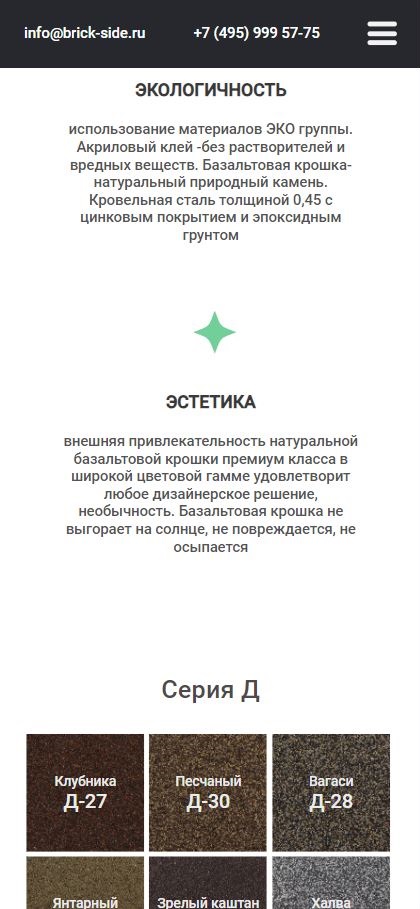 info@brick-side.ru +7 (495) 999 57-75
ЭКОЛОГИЧНОСТЬ
использование материалов ЭКО группы.
Акриловый клей -без растворителей и
вредных веществ. Базальтовая крошка-
натуральный природный камень.
Кровельная сталь толщиной 0,45 с
цинковым покрытием и эпоксидным
грунтом
ЭСТЕТИКА
внешняя привлекательность натуральной
базальтовой крошки премиум класса в
широкой цветовой гамме удовлетворит
любое дизайнерское решение,
необычность. Базальтовая крошка не
выгорает на солнце, не повреждается, не
осыпается
Серия Д
Клубника Песчаный Вагаси
Д-27 Д-30 Д-28
Янтарный Зрелый каштан Халва